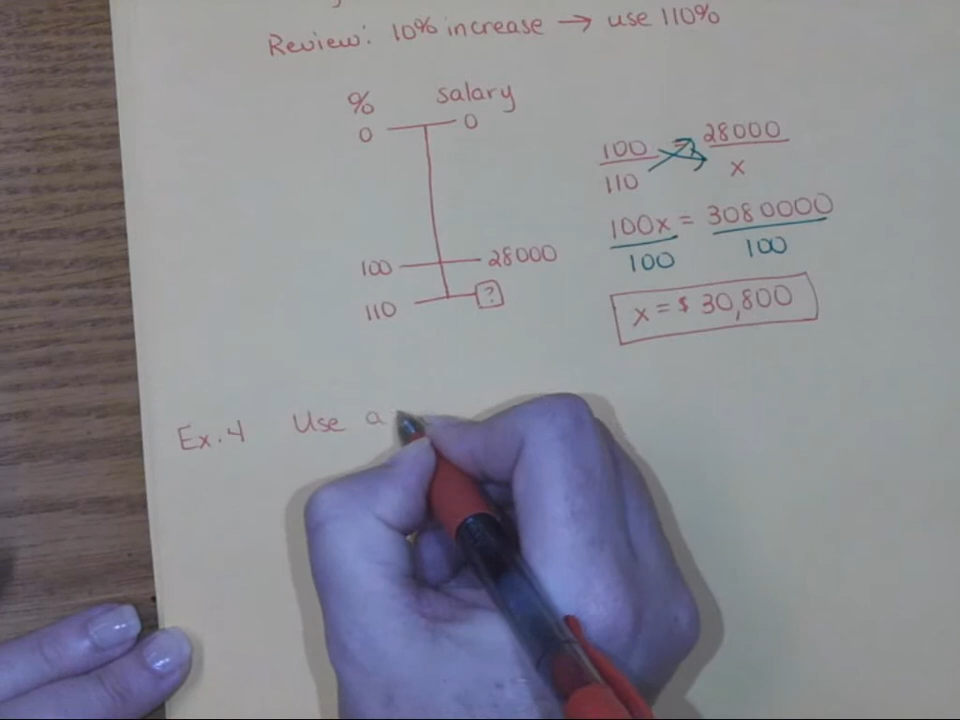 Review: 10% increase → use 110%
% salary
0 0
100 28000
110 ?
100 = 28000
110 x
100x = 3080000
100 100
x = $ 30,800
Ex. 4 Use a